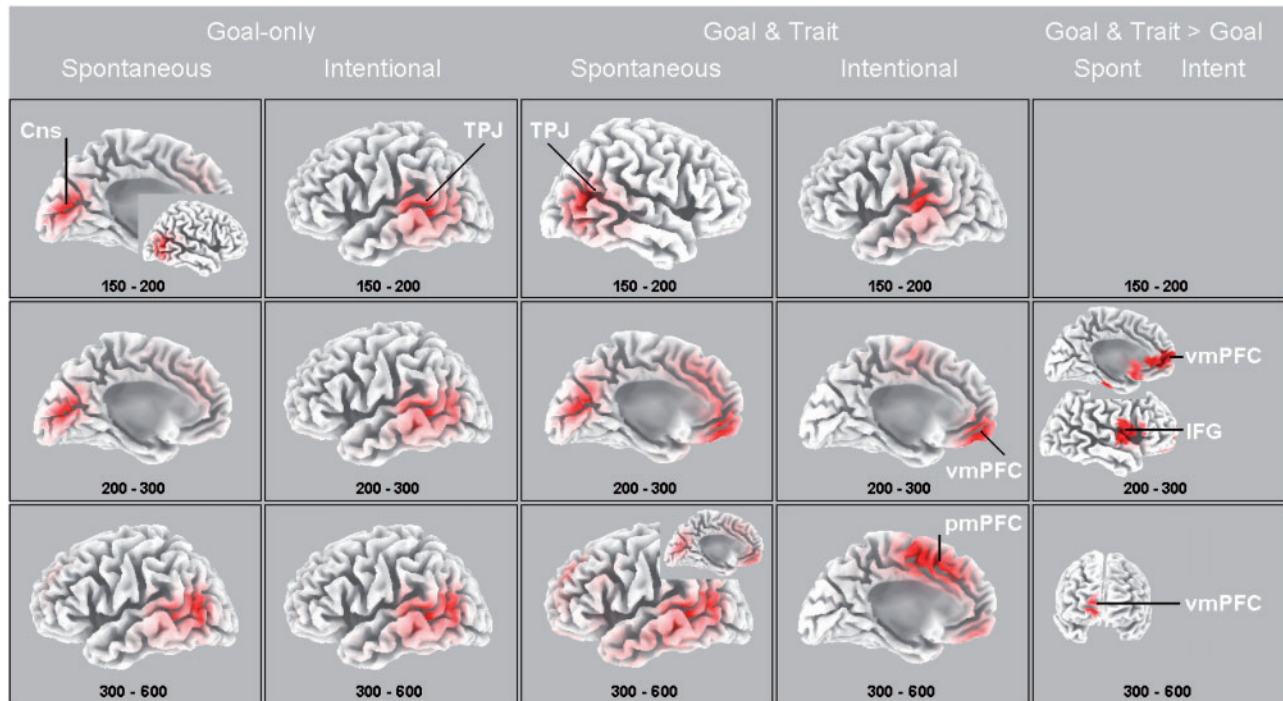 Goal-only Goal & Trait Goal & Trait > Goal
Spontaneous Intentional Spontaneous Intentional Spont Intent
Cns TPJ TPJ
150 - 200 150 - 200 150 - 200 150 - 200 150 - 200
vmPFC
IFG
vmPFC
200 - 300 200 - 300 200 - 300 200 - 300 200 - 300
pmPFC
vmPFC
300 - 600 300 - 600 300 - 600 300 - 600 300 - 600